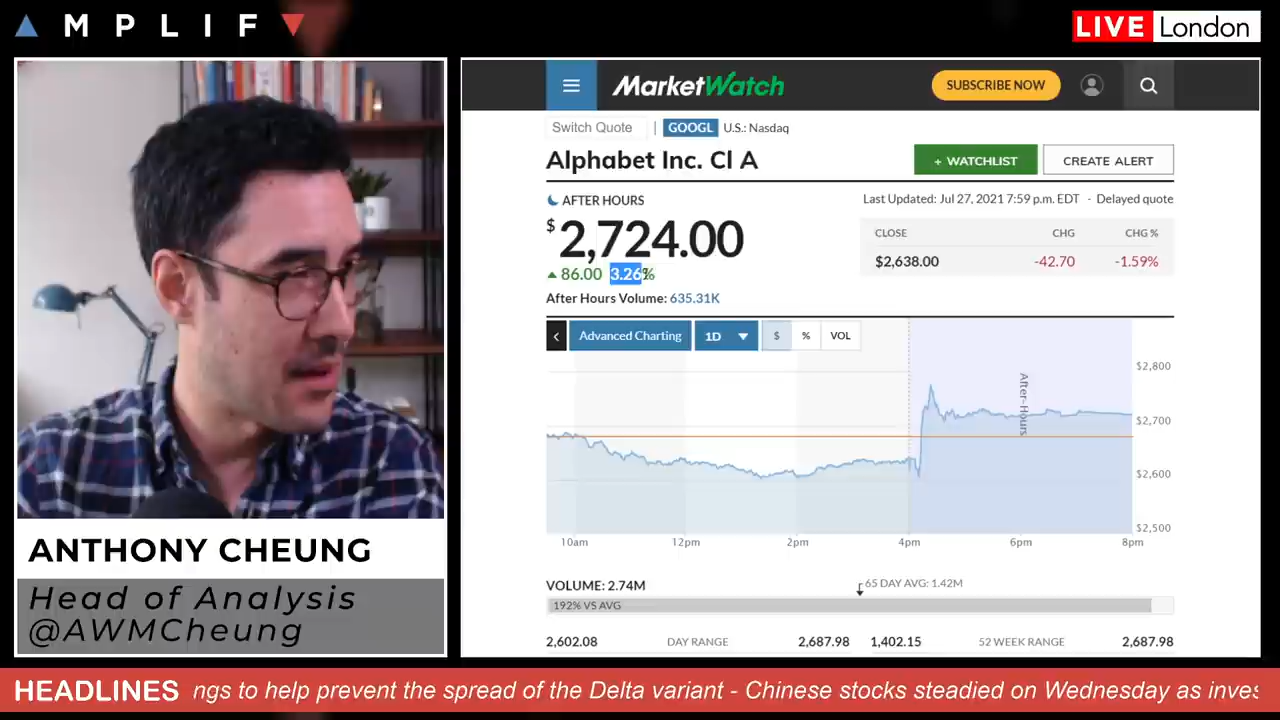 AMPLIFY
LIVE London
MarketWatch
SUBSCRIBE NOW
Switch Quote | GOOGL U.S.: Nasdaq
Alphabet Inc. Cl A
+ WATCHLIST
CREATE ALERT
AFTER HOURS
Last Updated: Jul 27, 2021 7:59 p.m. EDT · Delayed quote
$2,724.00
CLOSE CHG CHG %
86.00 3.26%
$2,638.00 -42.70 -1.59%
After Hours Volume: 635.31K
Advanced Charting 1D $ % VOL
$2,800
After-Hours
$2,700
$2,600
$2,500
10am 12pm 2pm 4pm 6pm 8pm
VOLUME: 2.74M
65 DAY AVG: 1.42M
192% VS AVG
2,602.08 DAY RANGE 2,687.98
1,402.15 52 WEEK RANGE 2,687.98
ANTHONY CHEUNG
Head of Analysis
@AWMCheung
HEADLINES ngs to help prevent the spread of the Delta variant - Chinese stocks steadied on Wednesday as inves